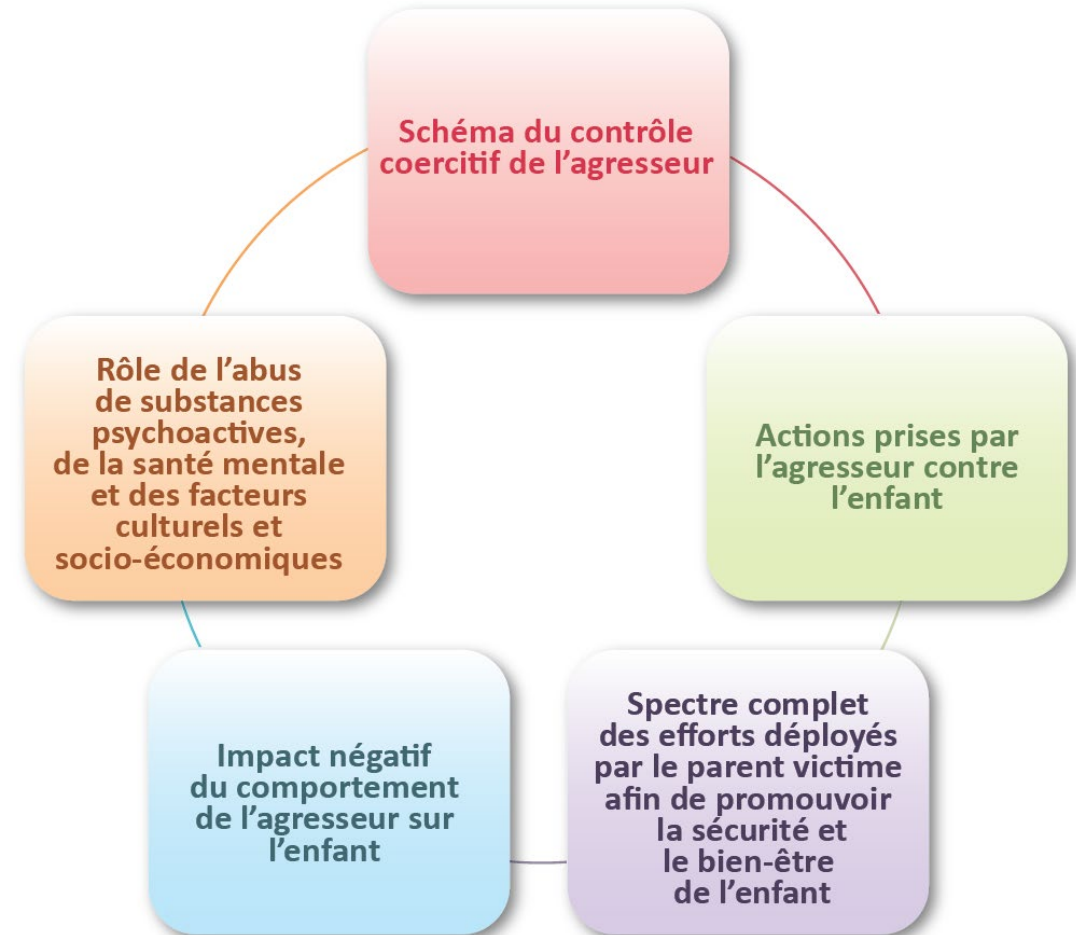 Schéma du contrôle
coercitif de l’agresseur
Rôle de l’abus
de substances
psychoactives,
de la santé mentale
et des facteurs
culturels et
socio-économiques
Actions prises par
l’agresseur contre
l’enfant
Impact négatif
du comportement
de l’agresseur sur
l’enfant
Spectre complet
des efforts déployés
par le parent victime
afin de promouvoir
la sécurité et
le bien-être
de l’enfant